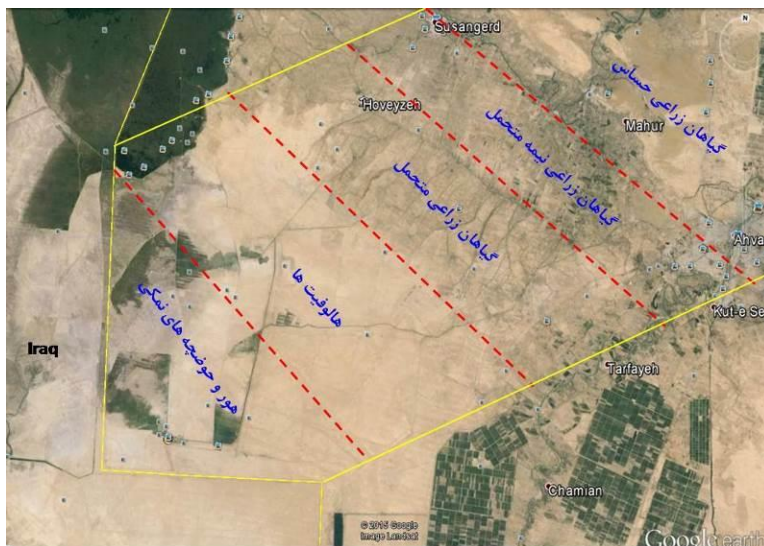 Susangerd
گیاهان زراعی حساس
Hoveyzeh
Mahur
گیاهان زراعی نیمه متحمل
گیاهان زراعی متحمل
Ahva
هالوفیت ها
Kut-e Se
هور و حوضچه های نمکی
Iraq
Tarfayeh
Chamian
© 2015 Google
Image Landsat
Google earth
N